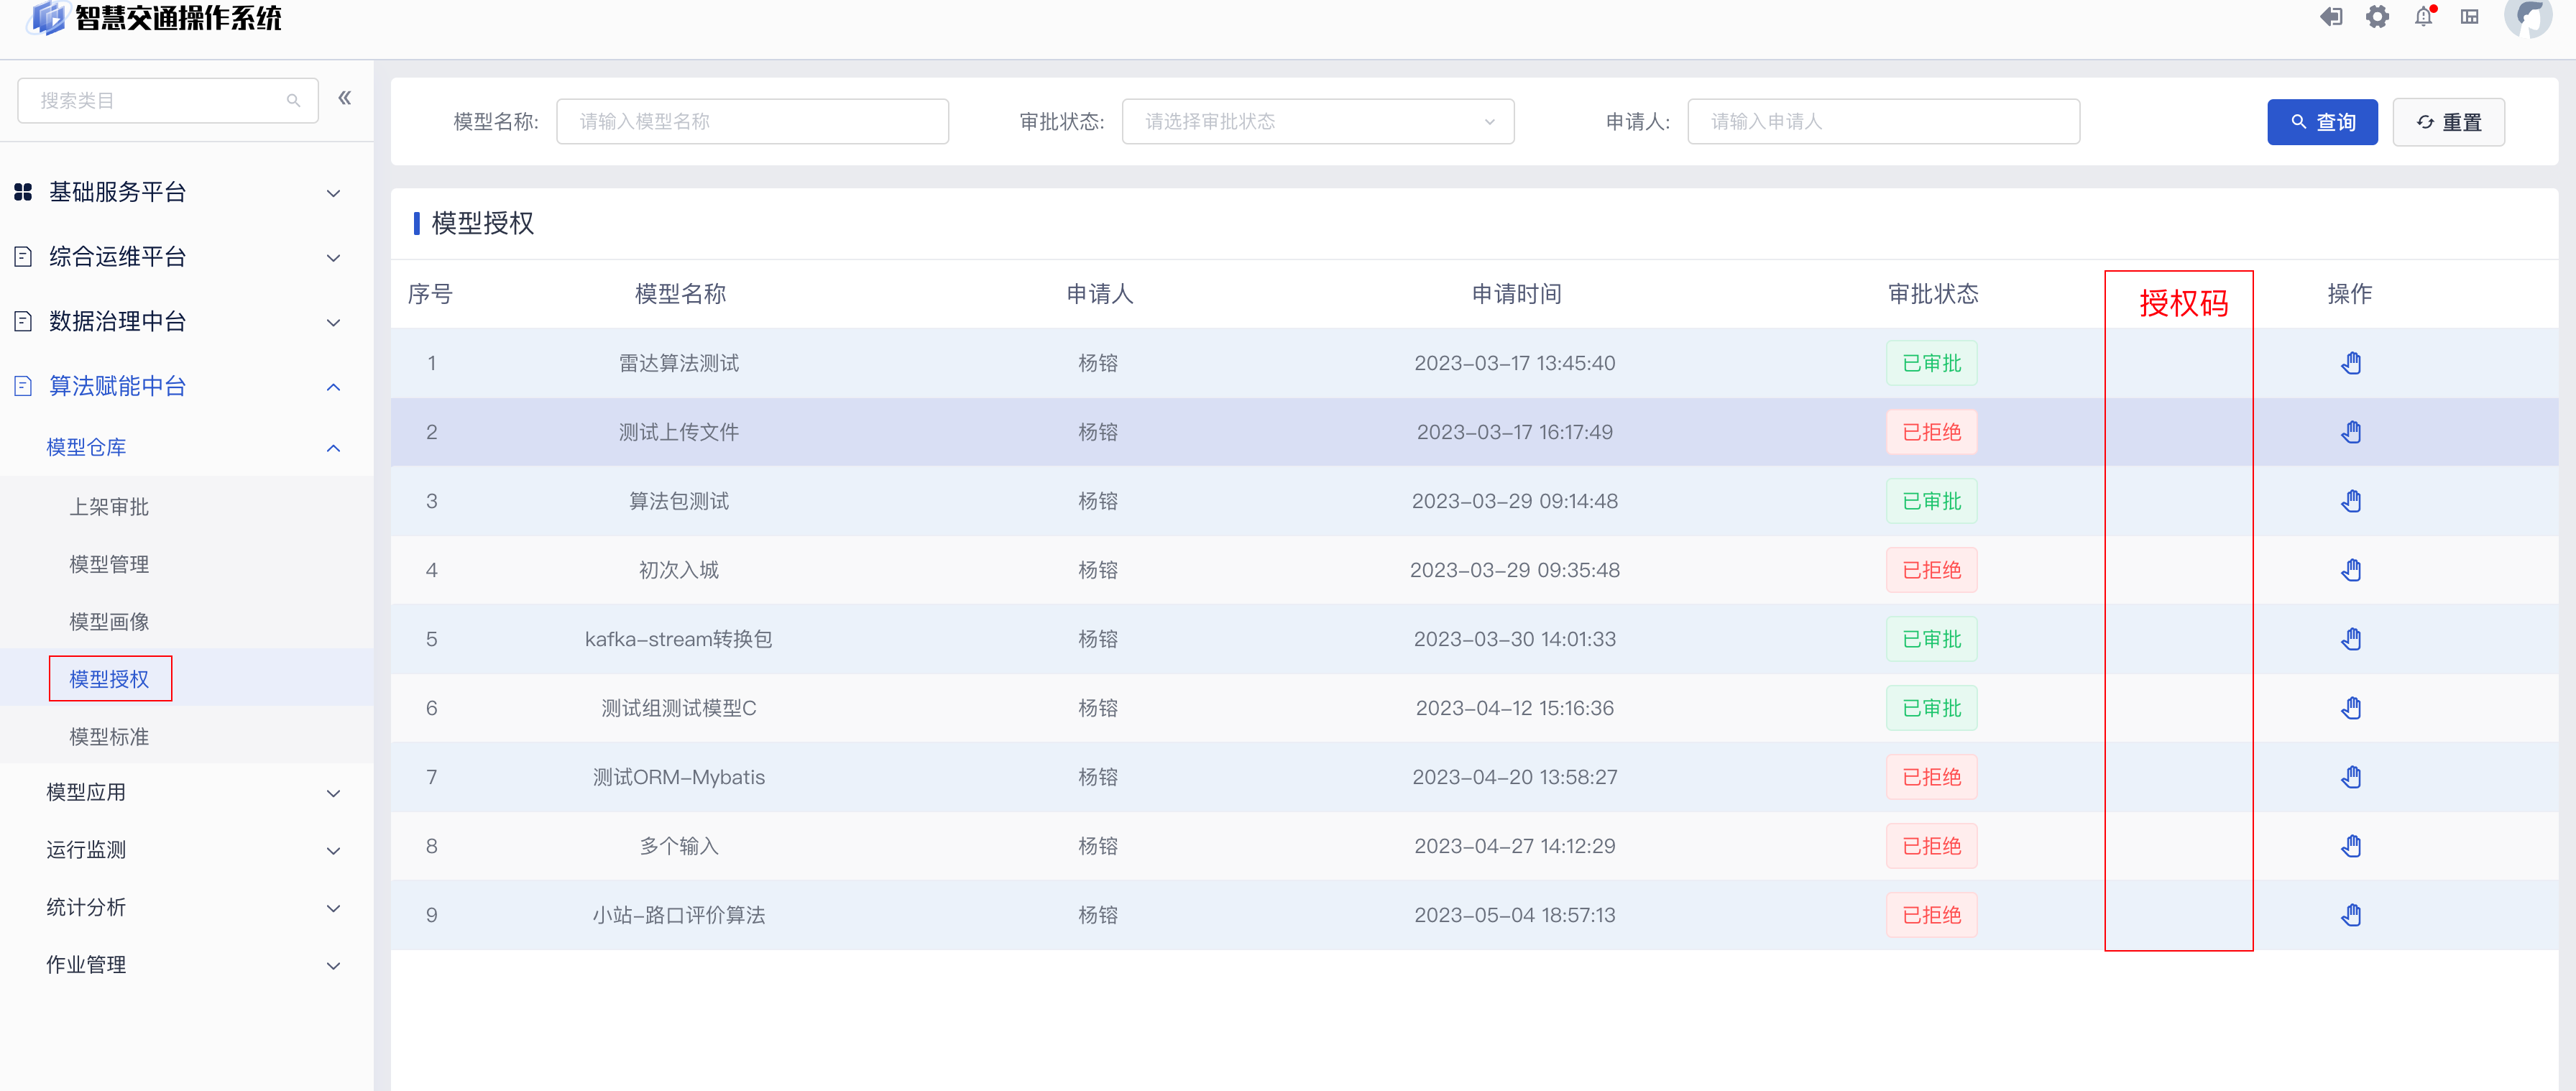 智慧交通操作系统
搜索类目
基础服务平台
综合运维平台
数据治理中台
算法赋能中台
模型仓库
上架审批
模型管理
模型画像
模型授权
模型标准
模型应用
运行监测
统计分析
作业管理
模型名称: 请输入模型名称 审批状态: 请选择审批状态 申请人: 请输入申请人 查询 重置
模型授权
序号 模型名称 申请人 申请时间 审批状态 授权码 操作
1 雷达算法测试 杨镕 2023-03-17 13:45:40 已审批
2 测试上传文件 杨镕 2023-03-17 16:17:49 已拒绝
3 算法包测试 杨镕 2023-03-29 09:14:48 已审批
4 初次入城 杨镕 2023-03-29 09:35:48 已拒绝
5 kafka-stream转换包 杨镕 2023-03-30 14:01:33 已审批
6 测试组测试模型C 杨镕 2023-04-12 15:16:36 已审批
7 测试ORM-Mybatis 杨镕 2023-04-20 13:58:27 已拒绝
8 多个输入 杨镕 2023-04-27 14:12:29 已拒绝
9 小站-路口评价算法 杨镕 2023-05-04 18:57:13 已拒绝